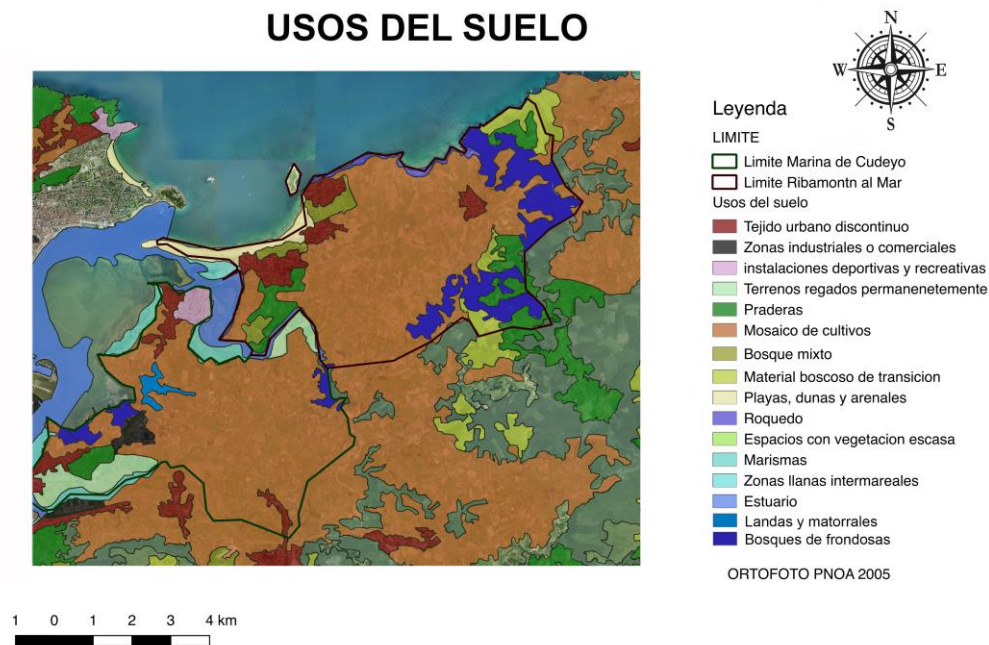 USOS DEL SUELO
N
W E
S
Leyenda
LIMITE
Limite Marina de Cudeyo
Limite Ribamontn al Mar
Usos del suelo
Tejido urbano discontinuo
Zonas industriales o comerciales
instalaciones deportivas y recreativas
Terrenos regados permanenetemente
Praderas
Mosaico de cultivos
Bosque mixto
Material boscoso de transicion
Playas, dunas y arenales
Roquedo
Espacios con vegetacion escasa
Marismas
Zonas llanas intermareales
Estuario
Landas y matorrales
Bosques de frondosas
ORTOFOTO PNOA 2005
1 0 1 2 3 4 km